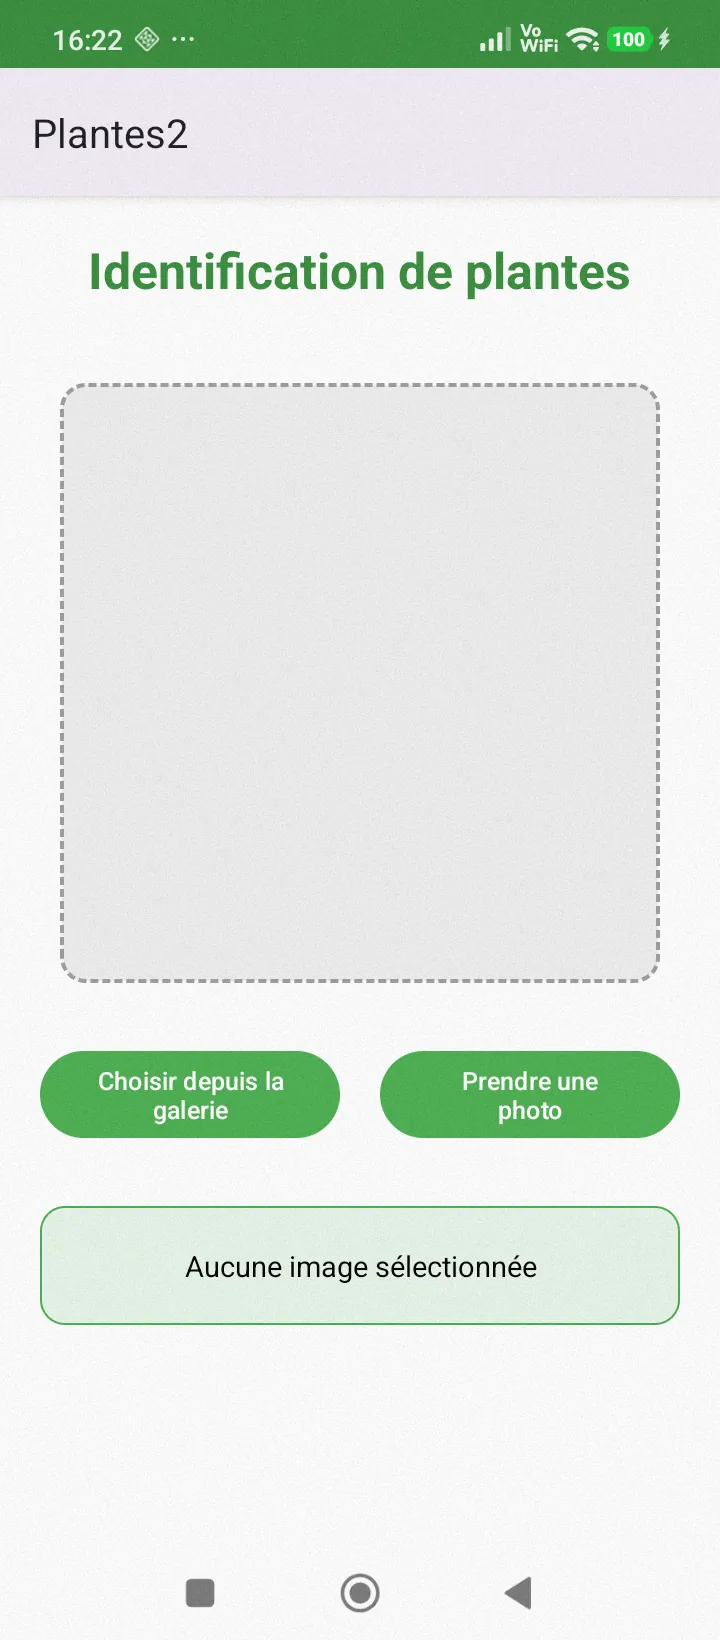 16:22
Vo
WiFi
100
Plantes2
Identification de plantes
Choisir depuis la
galerie
Prendre une
photo
Aucune image sélectionnée